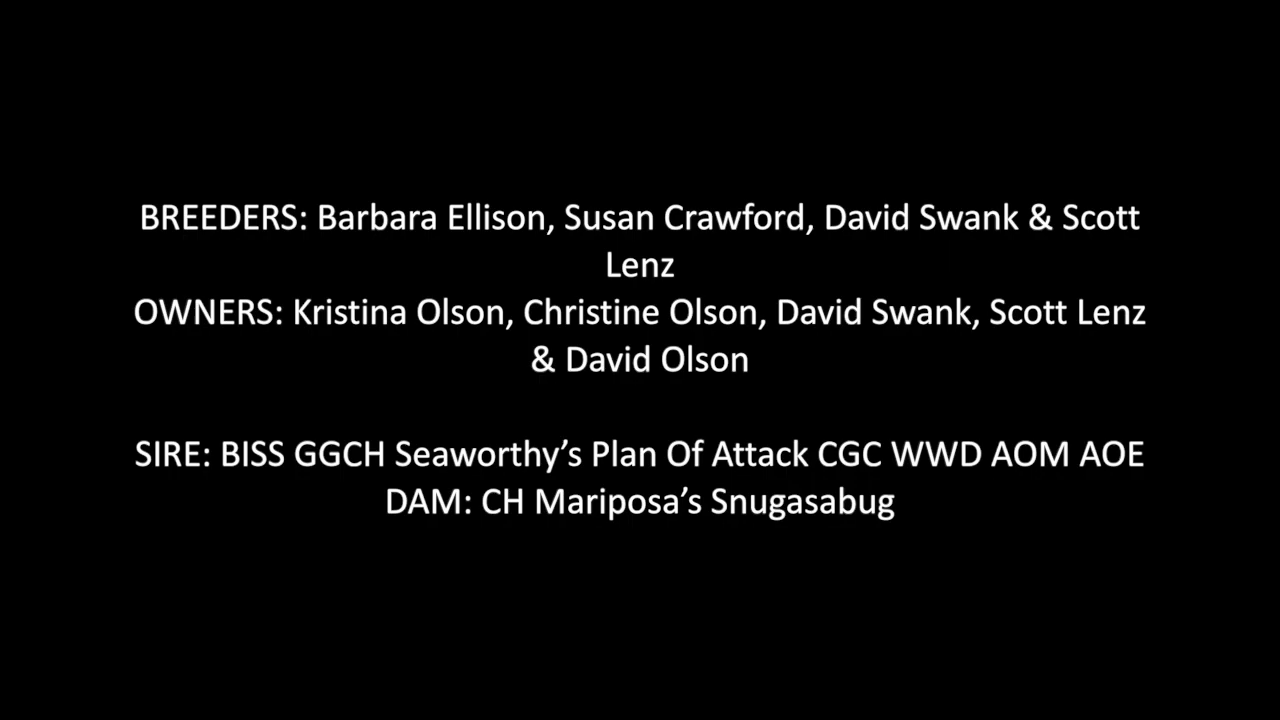 BREEDERS: Barbara Ellison, Susan Crawford, David Swank & Scott
Lenz
OWNERS: Kristina Olson, Christine Olson, David Swank, Scott Lenz
& David Olson
SIRE: BISS GGCH Seaworthy’s Plan Of Attack CGC WWD AOM AOE
DAM: CH Mariposa’s Snugasabug